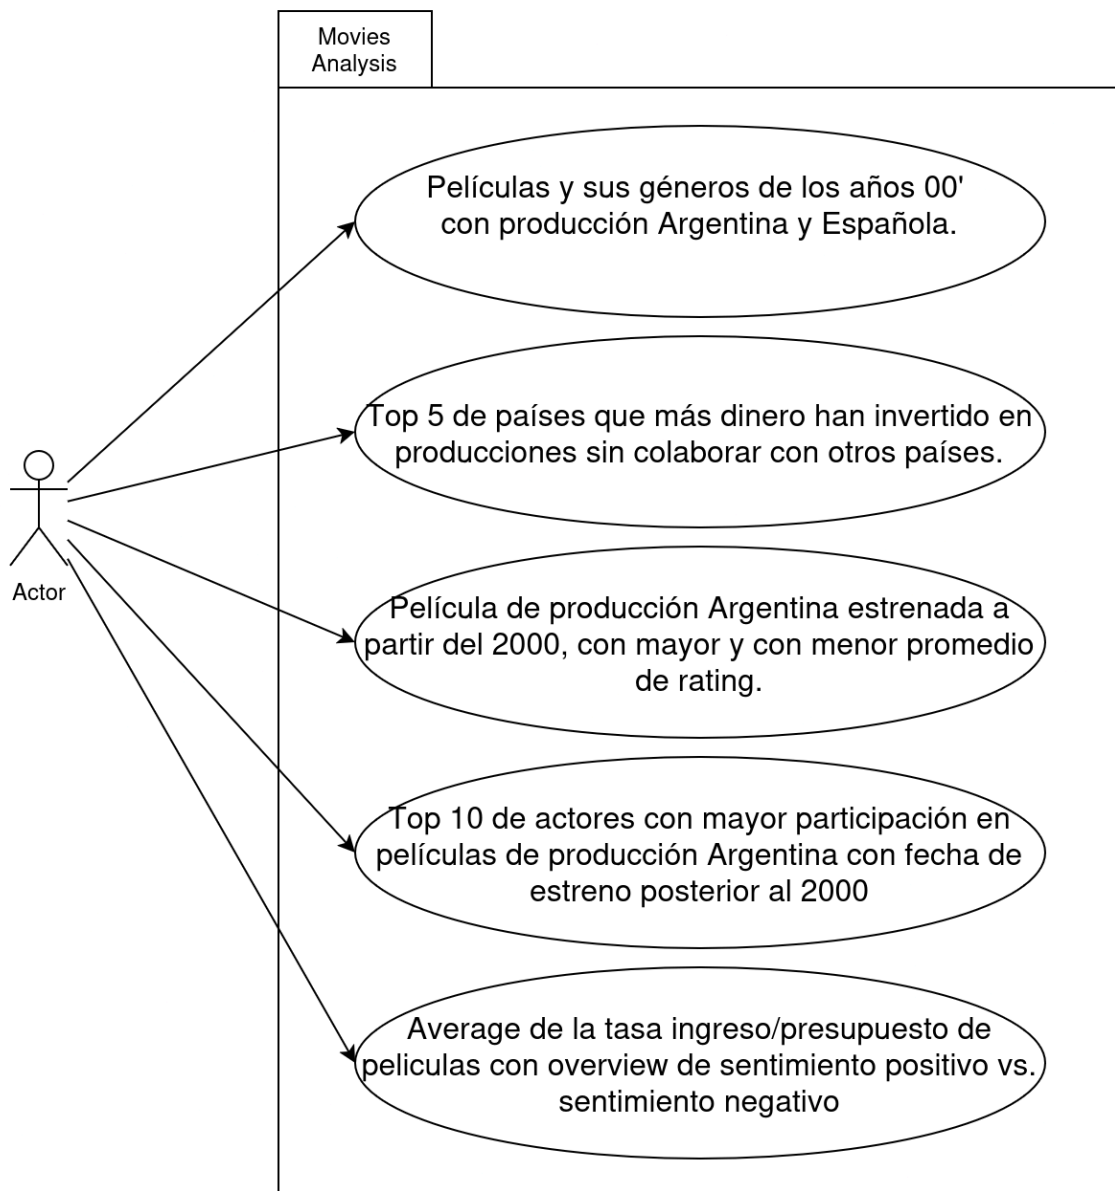 Movies
Analysis
Películas y sus géneros de los años 00'
con producción Argentina y Española.
Top 5 de países que más dinero han invertido en
producciones sin colaborar con otros países.
Actor
Película de producción Argentina estrenada a
partir del 2000, con mayor y con menor promedio
de rating.
Top 10 de actores con mayor participación en
películas de producción Argentina con fecha de
estreno posterior al 2000
Average de la tasa ingreso/presupuesto de
peliculas con overview de sentimiento positivo vs.
sentimiento negativo